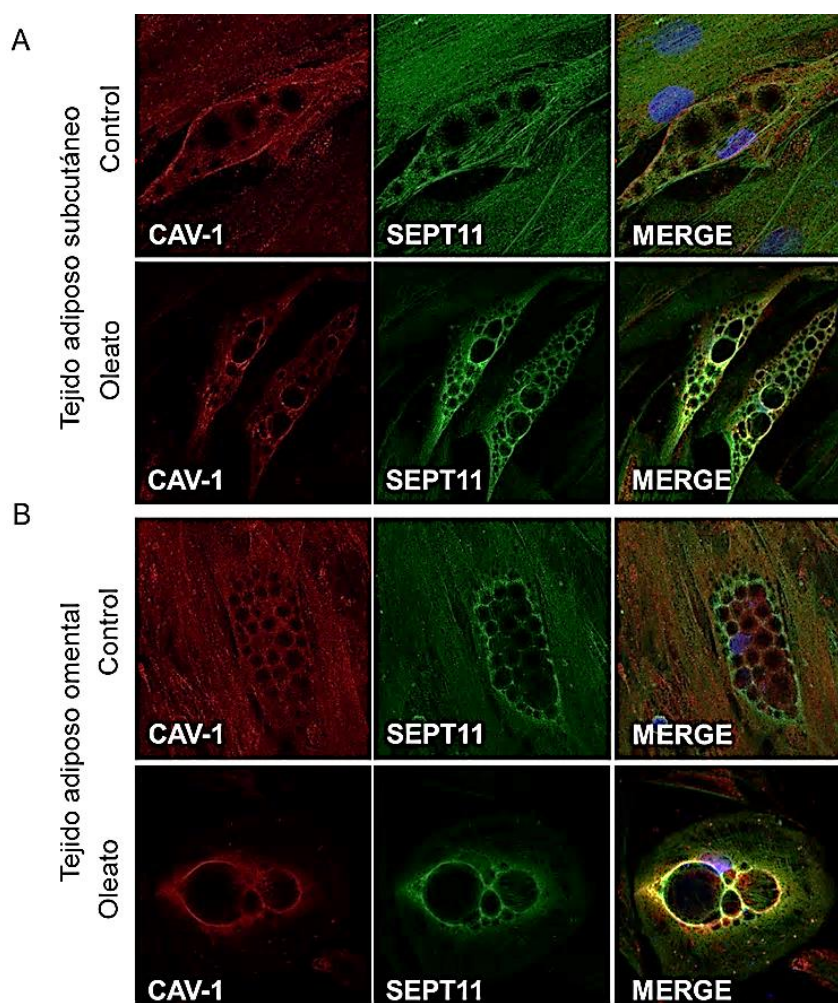 A
Tejido adiposo subcutáneo
Control
CAV-1
SEPT11
MERGE
Oleato
CAV-1
SEPT11
MERGE
B
Tejido adiposo omental
Control
CAV-1
SEPT11
MERGE
Oleato
CAV-1
SEPT11
MERGE